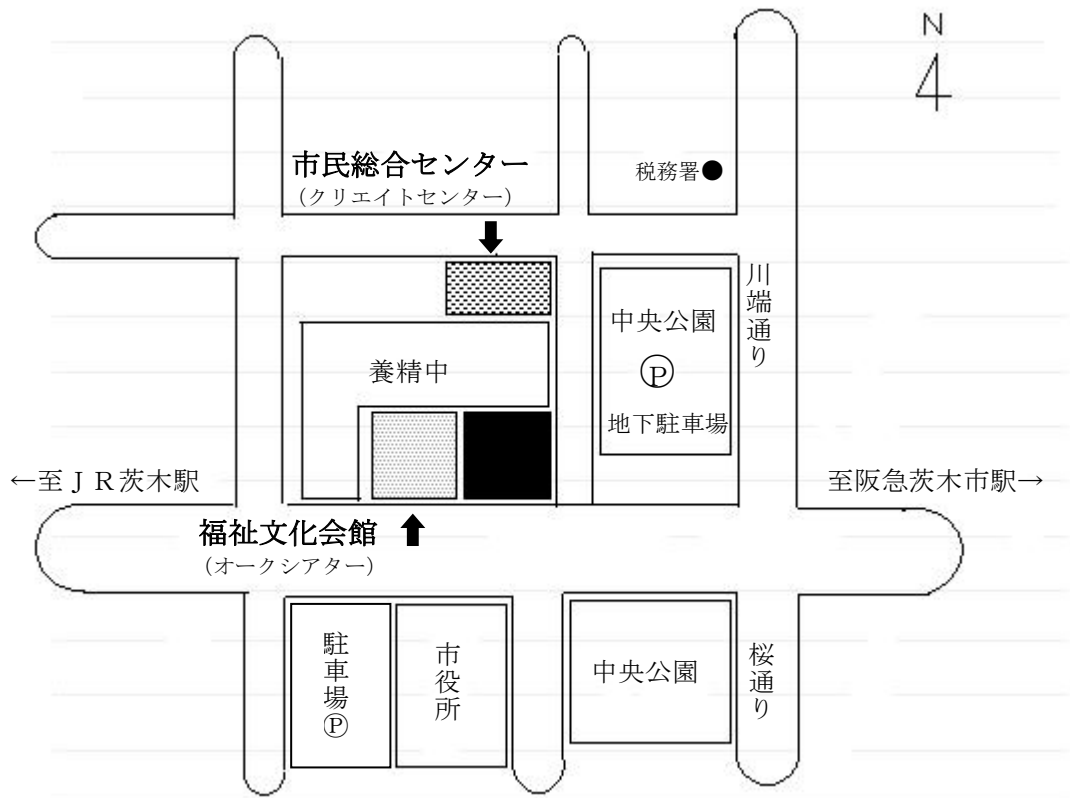 N
市民総合センター
（クリエイトセンター）
税務署
川端通り
中央公園
Ⓟ
地下駐車場
養精中
←至ＪＲ茨木駅
至阪急茨木市駅→
福祉文化会館
（オークシアター）
駐車場Ⓟ
市役所
中央公園
桜通り